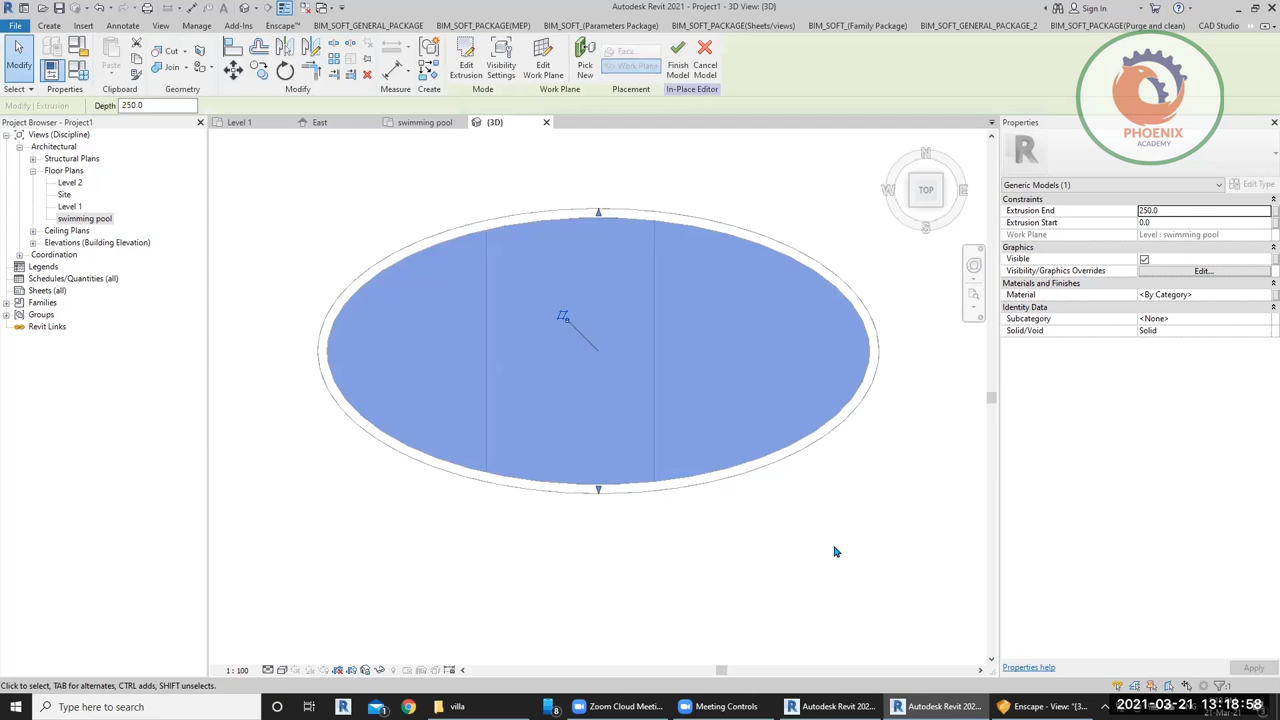 Autodesk Revit 2021 - Project1 - 3D View: {3D}
Sign In
File
Create
Insert
Annotate
View
Manage
Add-Ins
Enscape™
BIM_SOFT_GENERAL_PACKAGE
BIM_SOFT_PACKAGE(MEP)
BIM_SOFT_(Parameters Package)
BIM_SOFT_PACKAGE(Sheets/views)
BIM_SOFT_(Family Package)
BIM_SOFT_GENERAL_PACKAGE_2
BIM_SOFT_PACKAGE(Purge and clean)
CAD Studio
Modify
Paste
Cut
Join
Edit Extrusion
Visibility Settings
Edit Work Plane
Pick New
Face
Work Plane
Finish Model
Cancel Model
Select
Properties
Clipboard
Geometry
Modify
Measure
Create
Mode
Work Plane
Placement
In-Place Editor
Modify | Extrusion
Depth 250.0
PHOENIX
ACADEMY
Project Browser - Project1
Views (Discipline)
Architectural
Structural Plans
Floor Plans
Level 2
Site
Level 1
swimming pool
Ceiling Plans
Elevations (Building Elevation)
Coordination
Legends
Schedules/Quantities (all)
Sheets (all)
Families
Groups
Revit Links
Level 1
East
swimming pool
{3D}
N
W
TOP
E
S
Properties
R
Generic Models (1)
Edit Type
Constraints
Extrusion End 250.0
Extrusion Start 0.0
Work Plane Level : swimming pool
Graphics
Visible
Visibility/Graphics Overrides Edit...
Materials and Finishes
Material <By Category>
Identity Data
Subcategory <None>
Solid/Void Solid
Properties help
Apply
1 : 100
Click to select, TAB for alternates, CTRL adds, SHIFT unselects.
:1
Type here to search
villa
Zoom Cloud Meeti...
Meeting Controls
Autodesk Revit 202...
Autodesk Revit 202...
Enscape - View: "{3...
2021-03-21 13:18:58
21-Mar-21